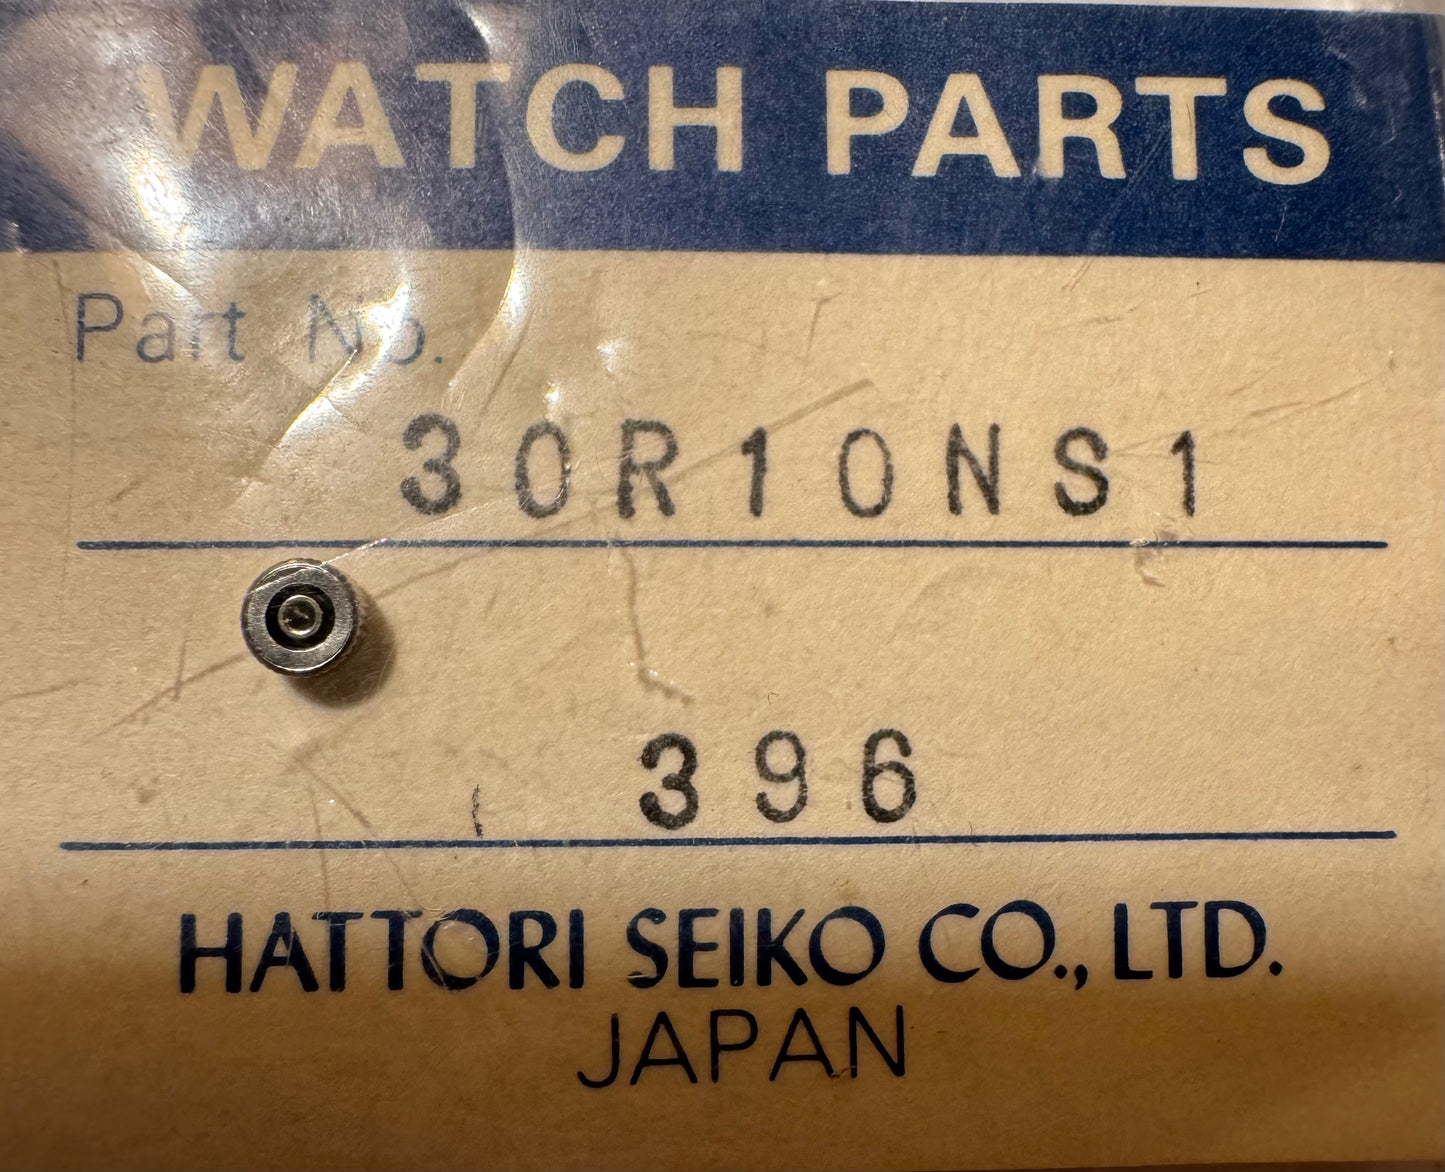 WATCH PARTS
Part No.
30R10NS1
396
HATTORI SEIKO CO., LTD.
JAPAN